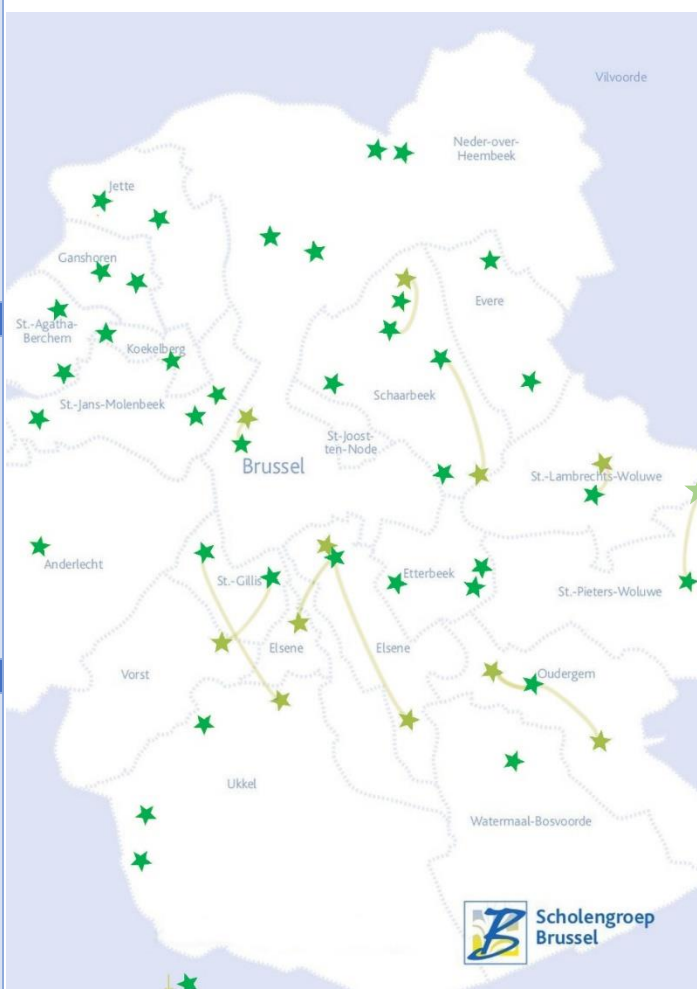 Vilvoorde
Neder-over-
Heembeek
Jette
Ganshoren
Evere
St.-Agatha-
Berchem
Koekelberg
St.-Jans-Molenbeek
Schaarbeek
St-Joost-
ten-Node
Brussel
St.-Lambrechts-Woluwe
Anderlecht
St.-Gillis
Etterbeek
St.-Pieters-Woluwe
Elsene
Elsene
Vorst
Oudergem
Ukkel
Watermaal-Bosvoorde
B
Scholengroep
Brussel